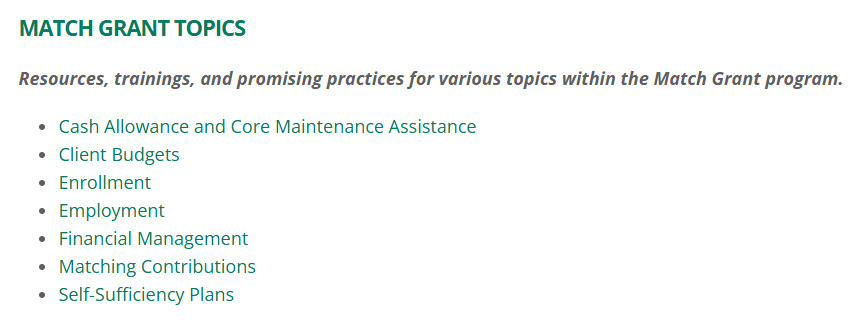 MATCH GRANT TOPICS
Resources, trainings, and promising practices for various topics within the Match Grant program.
Cash Allowance and Core Maintenance Assistance
Client Budgets
Enrollment
Employment
Financial Management
Matching Contributions
Self-Sufficiency Plans